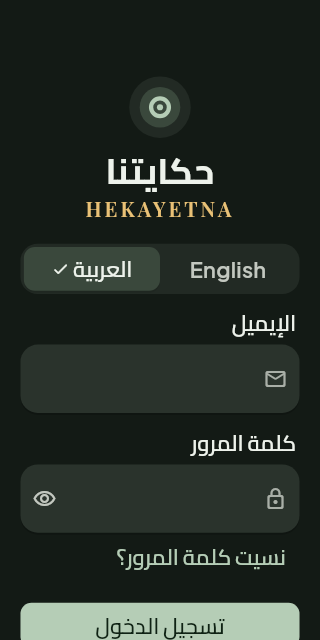 حكايتنا
HEKAYETNA
العربية English
الإيميل
كلمة المرور
نسيت كلمة المرور؟
تسجيل الدخول